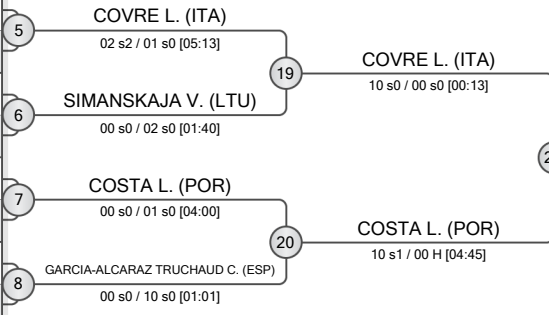 5
COVRE L. (ITA)
02 s2 / 01 s0 [05:13]
19
COVRE L. (ITA)
10 s0 / 00 s0 [00:13]
6
SIMANSKAJA V. (LTU)
00 s0 / 02 s0 [01:40]
7
COSTA L. (POR)
00 s0 / 01 s0 [04:00]
20
COSTA L. (POR)
10 s1 / 00 H [04:45]
8
GARCIA-ALCARAZ TRUCHAUD C. (ESP)
00 s0 / 10 s0 [01:01]